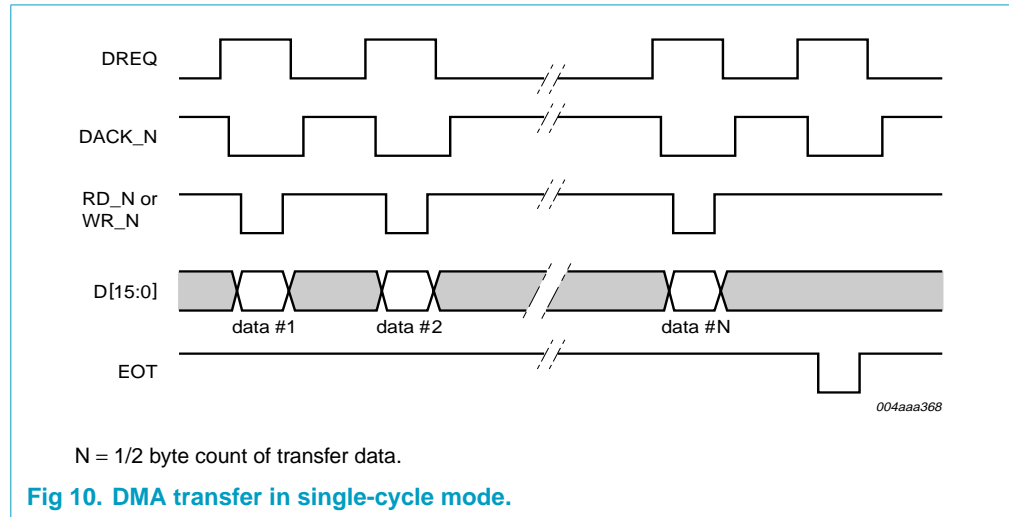 DREQ
DACK_N
RD_N or
WR_N
D[15:0]
data #1 data #2 data #N
EOT
004aaa368
N = 1/2 byte count of transfer data.
Fig 10. DMA transfer in single-cycle mode.